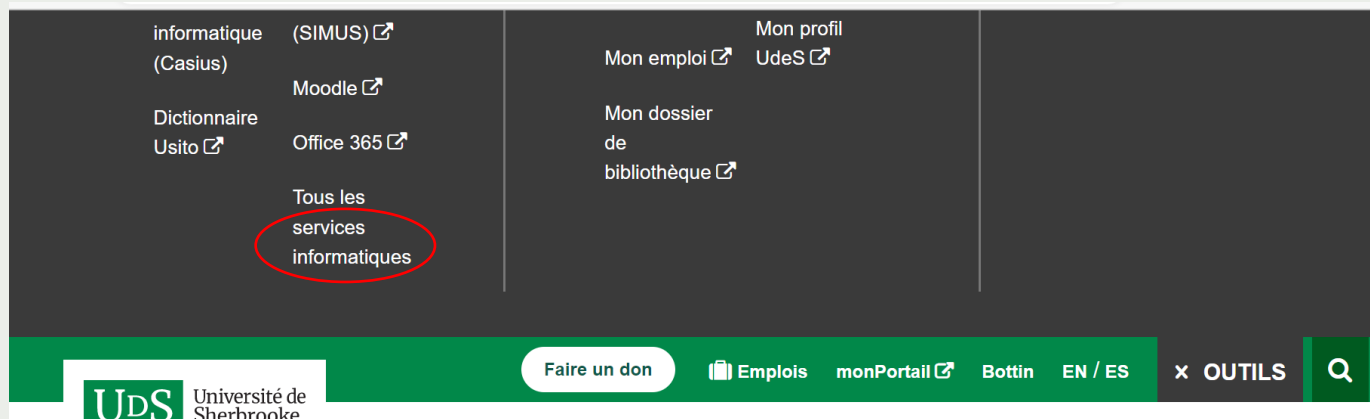 informatique
(Casius)
Dictionnaire
Usito
(SIMUS)
Moodle
Office 365
Tous les
services
informatiques
Mon emploi
Mon dossier
de
bibliothèque
Mon profil
UdeS
Faire un don
Emplois
monPortail
Bottin
EN / ES
x OUTILS
UDS
Université de
Sherbrooke